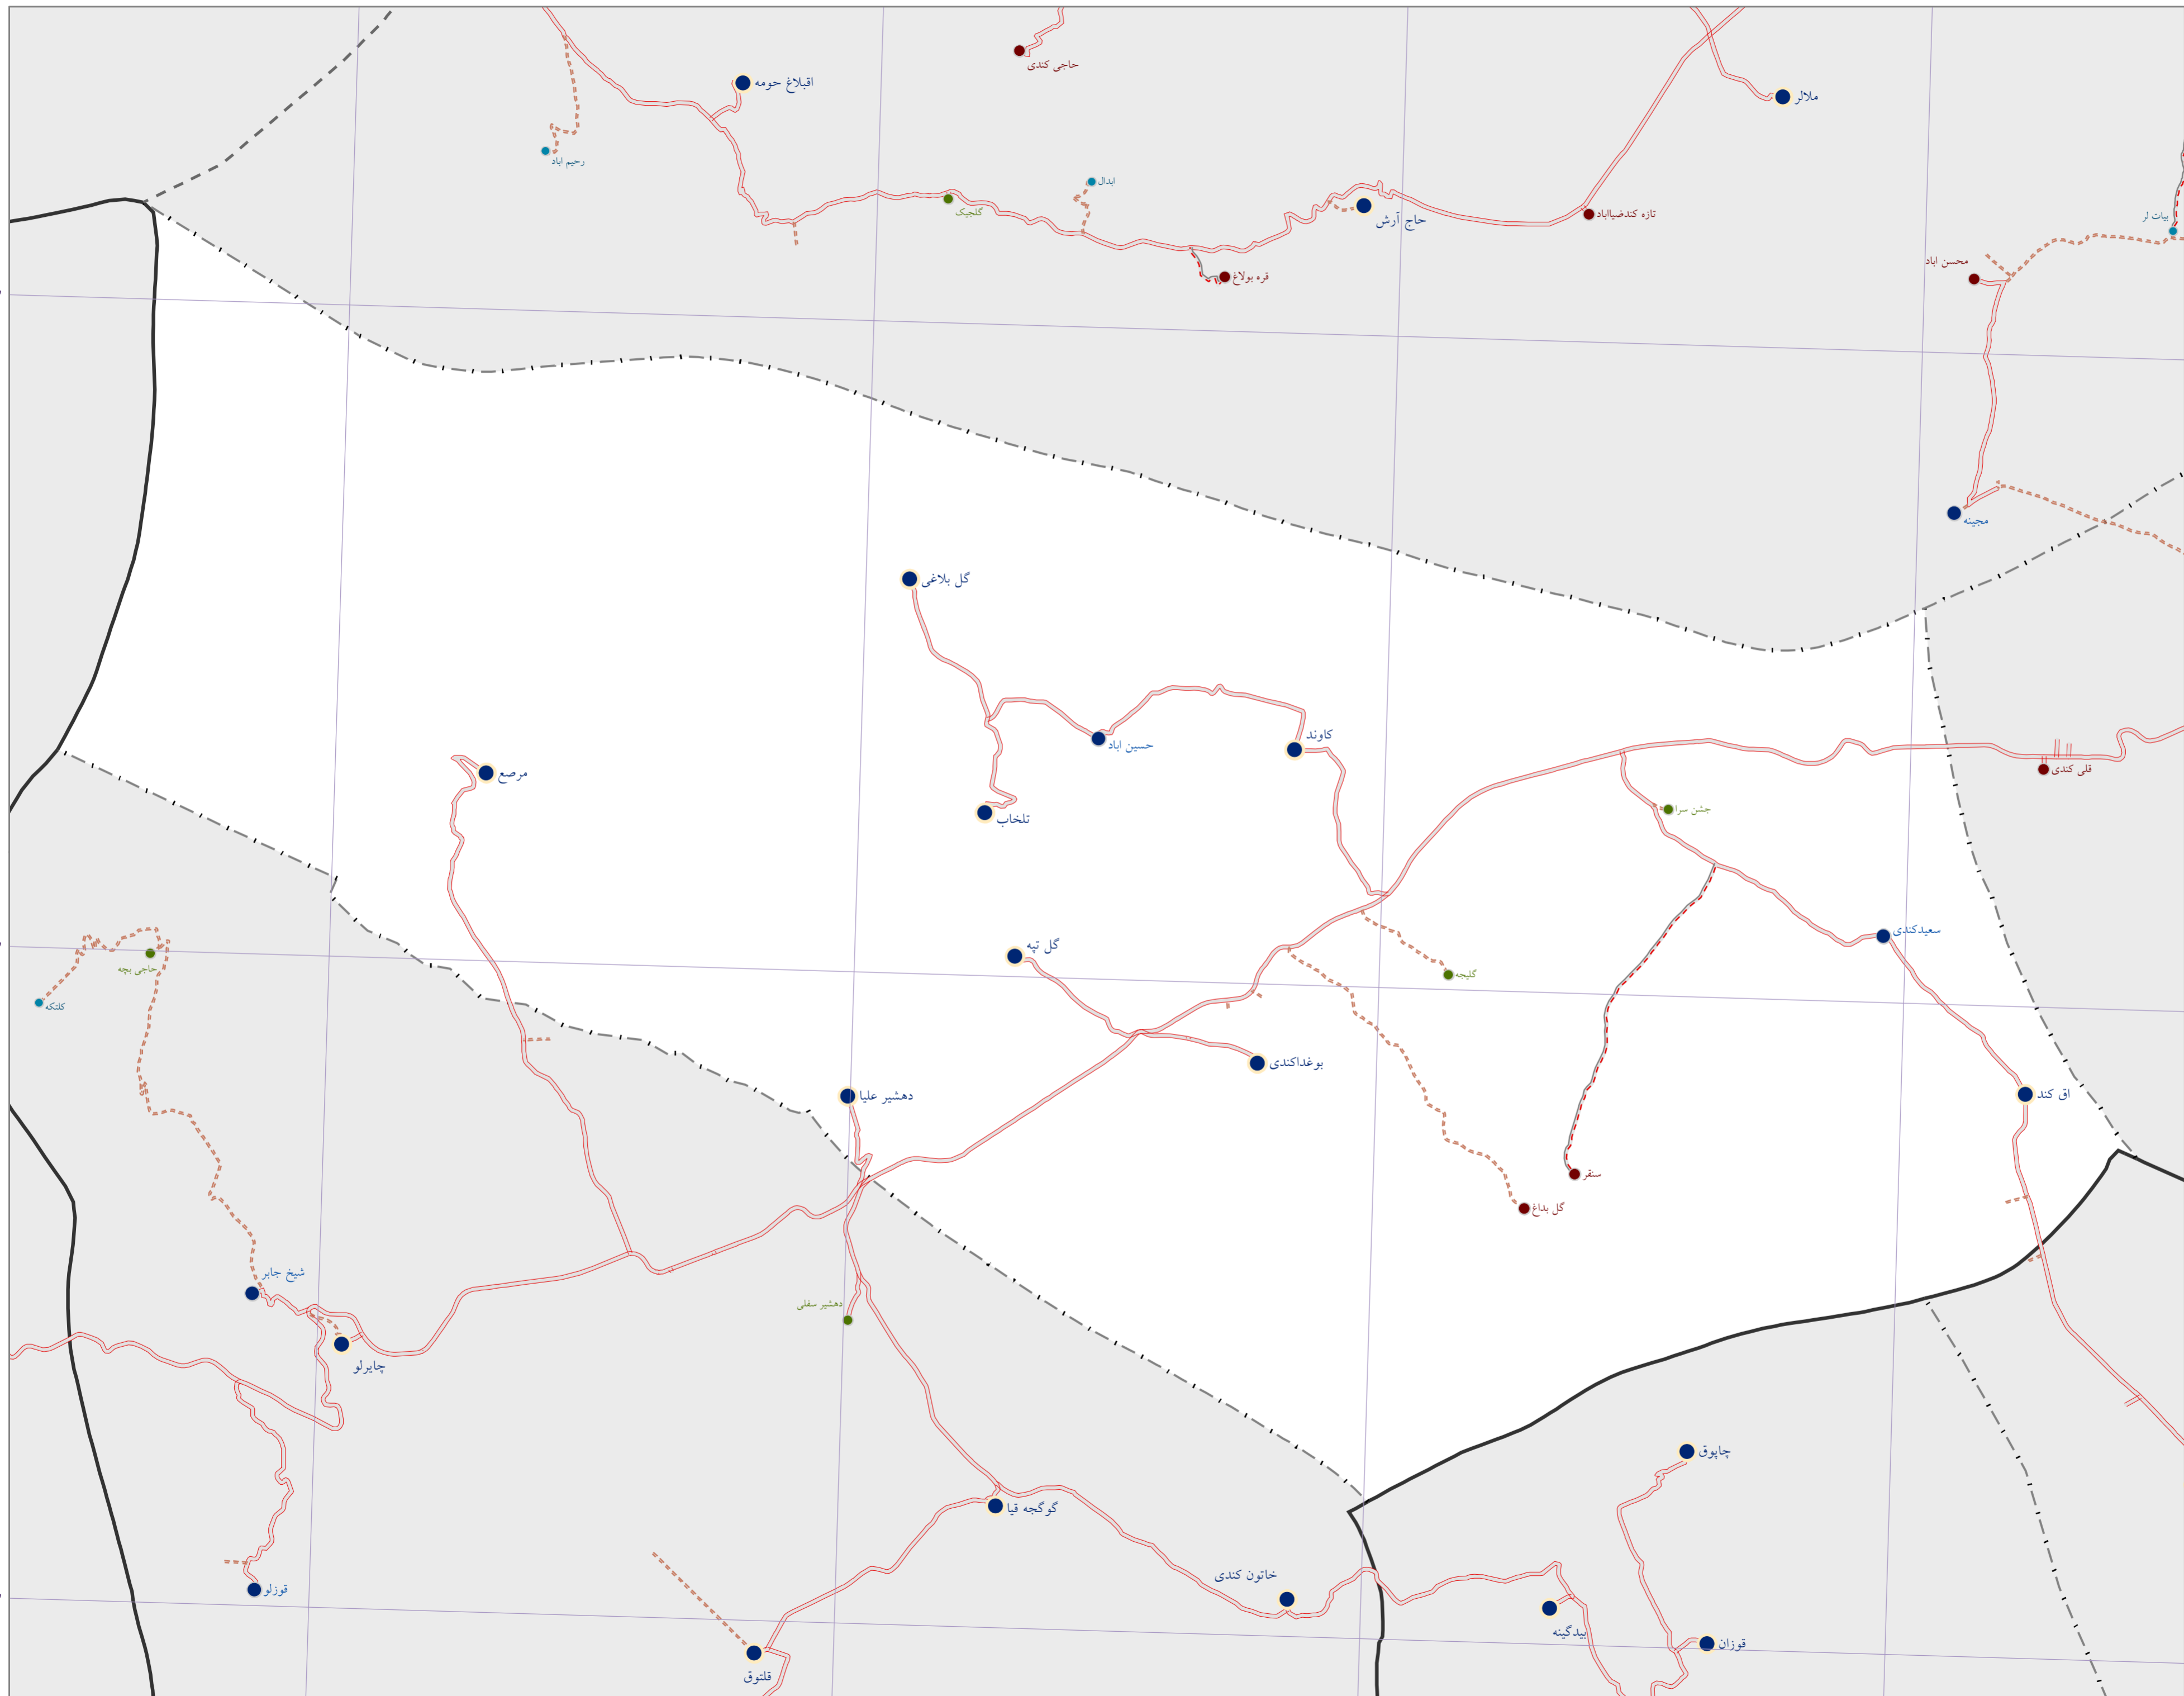 حاجی کندی
اقبلاغ حومه
ملالر
رحیم اباد
ابدال
گلجیک
حاج آرش
تازه کندضیااباد
بیات لر
محسن اباد
قره بولاغ
مجینه
گل بلاغی
کاوند
حسین اباد
قلی کندی
مرصع
جشن سرا
تلخاب
سعیدکندی
گل تپه
حاجی بچه
گلیجه
کلتکه
بوغداکندی
دهشیر علیا
اق کند
سنقر
گل بداغ
شیخ جابر
دهشیر سفلی
چایرلو
چاپوق
گوگجه قیا
خاتون کندی
قوزلو
بیدگینه
قوزان
قلتوق